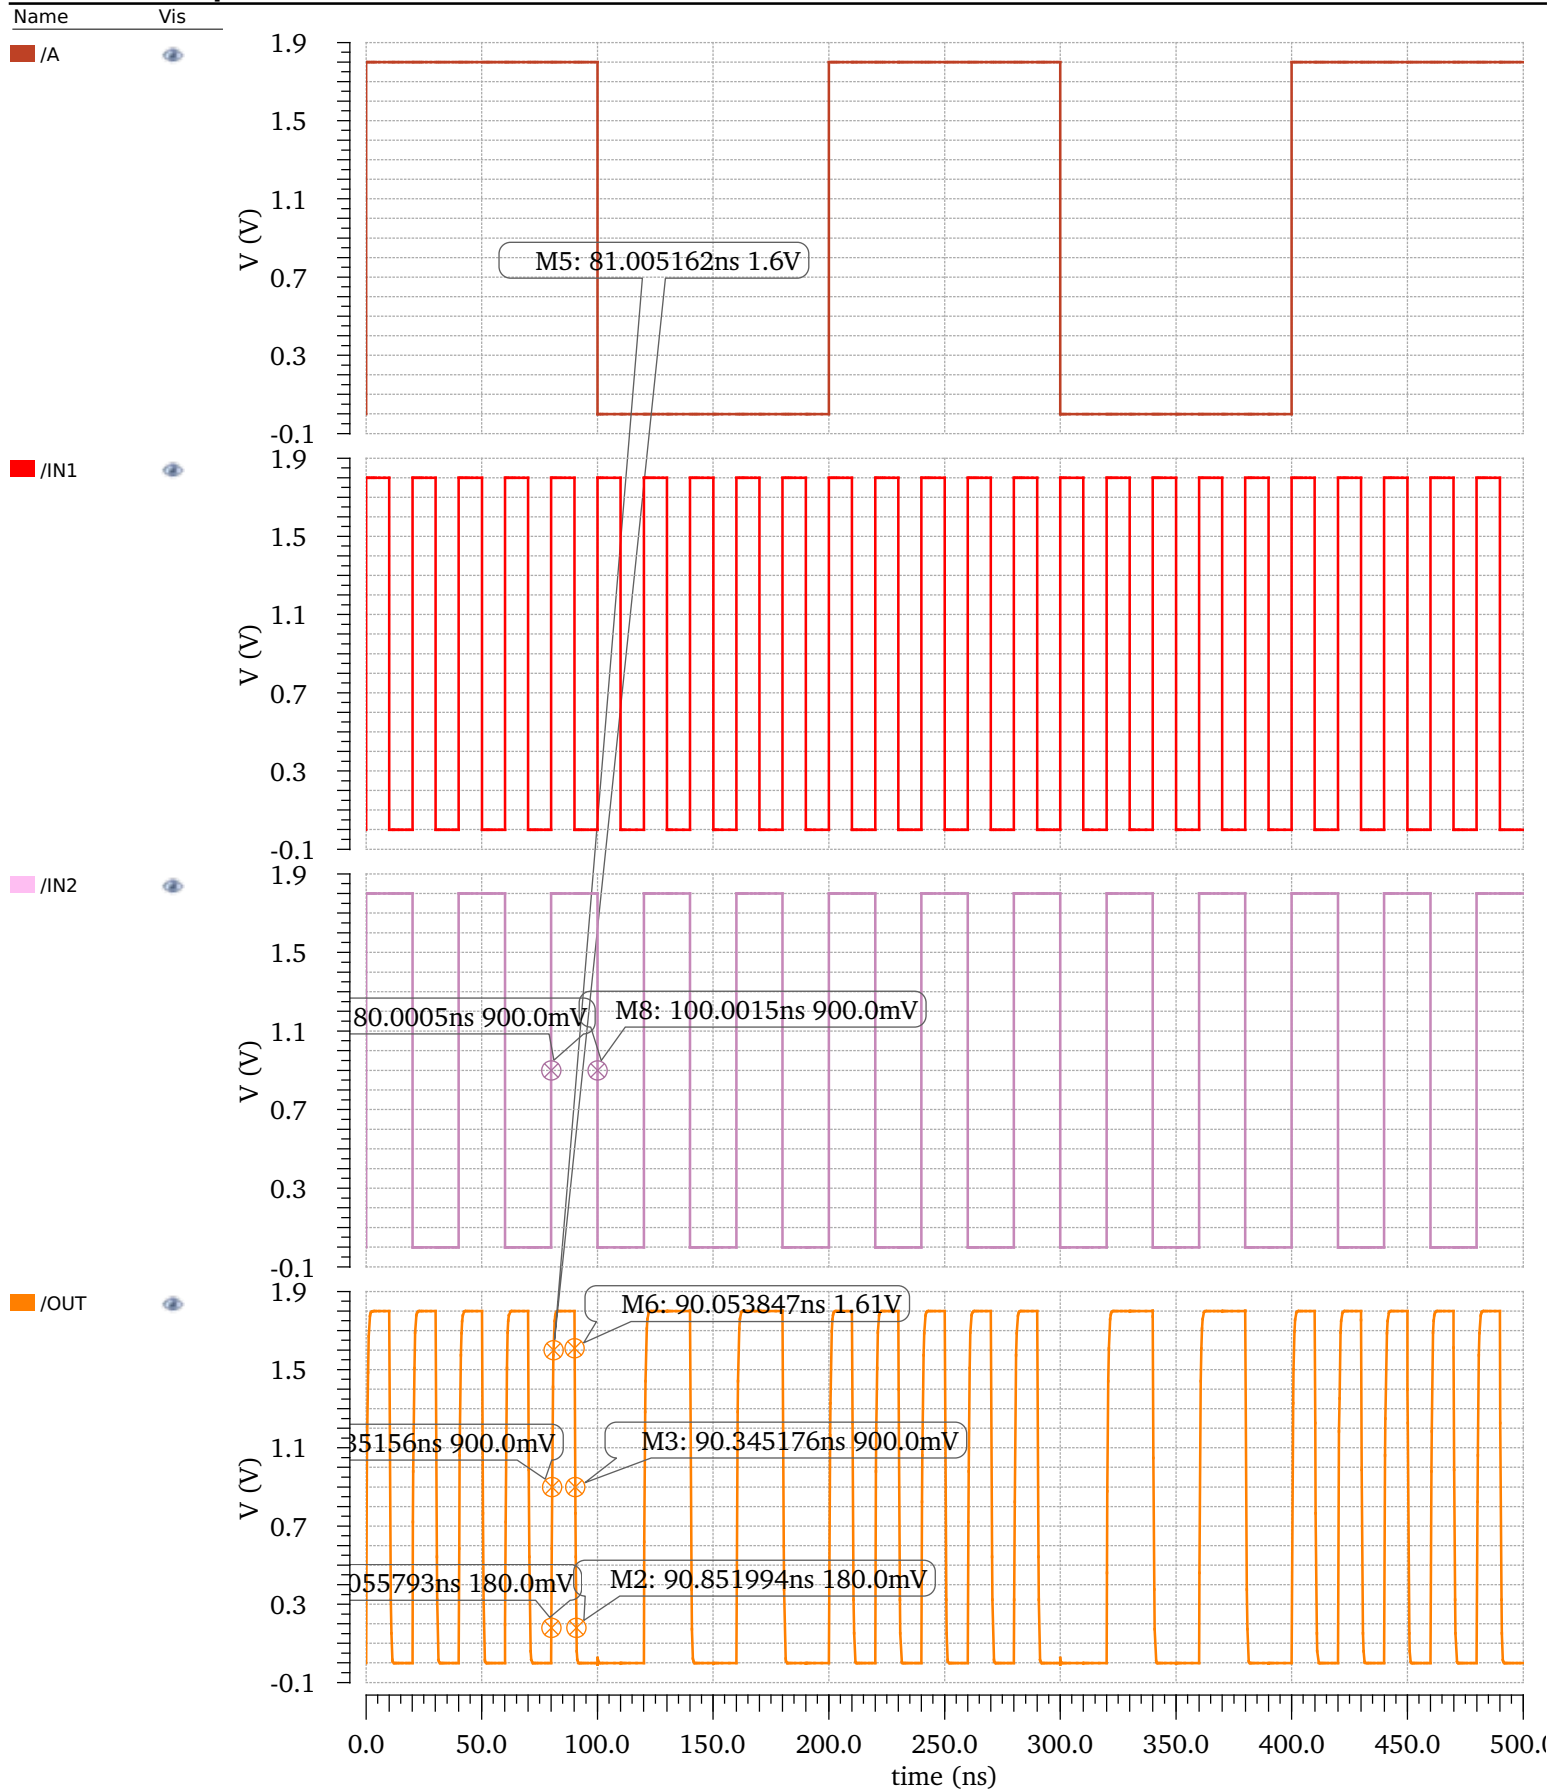 Name Vis
/A
1.9
1.5
1.1
0.7
0.3
-0.1
V (V)
M5: 81.005162ns 1.6V
/IN1
1.9
1.5
1.1
0.7
0.3
-0.1
V (V)
/IN2
1.9
1.5
1.1
0.7
0.3
-0.1
V (V)
80.0005ns 900.0mV
M8: 100.0015ns 900.0mV
/OUT
1.9
1.5
1.1
0.7
0.3
-0.1
V (V)
M6: 90.053847ns 1.61V
35156ns 900.0mV
M3: 90.345176ns 900.0mV
055793ns 180.0mV
M2: 90.851994ns 180.0mV
0.0 50.0 100.0 150.0 200.0 250.0 300.0 350.0 400.0 450.0 500.0
time (ns)